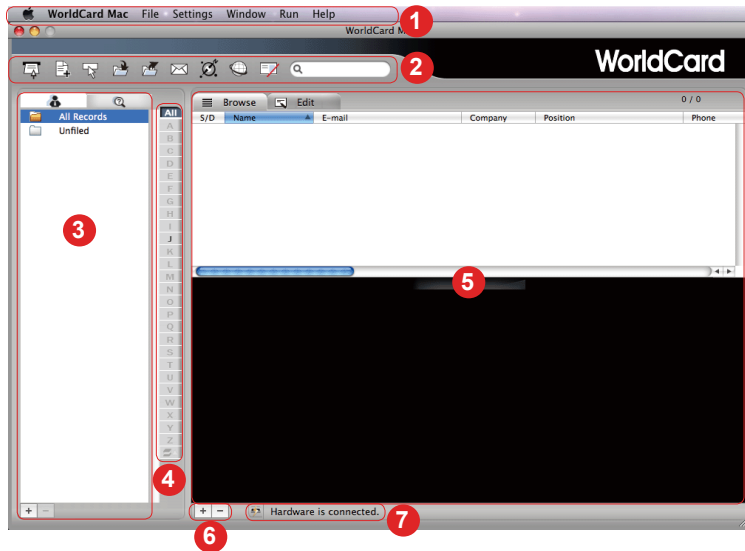 WorldCard Mac File Settings Window Run Help
1
WorldCard M
2
WorldCard
All Records
Unfiled
3
All
A
B
C
D
E
F
G
H
I
J
K
L
M
N
O
P
Q
R
S
T
U
V
W
X
Y
Z
4
Browse Edit 0 / 0
S/D Name E-mail Company Position Phone
5
+ −
+ −
6
Hardware is connected.
7